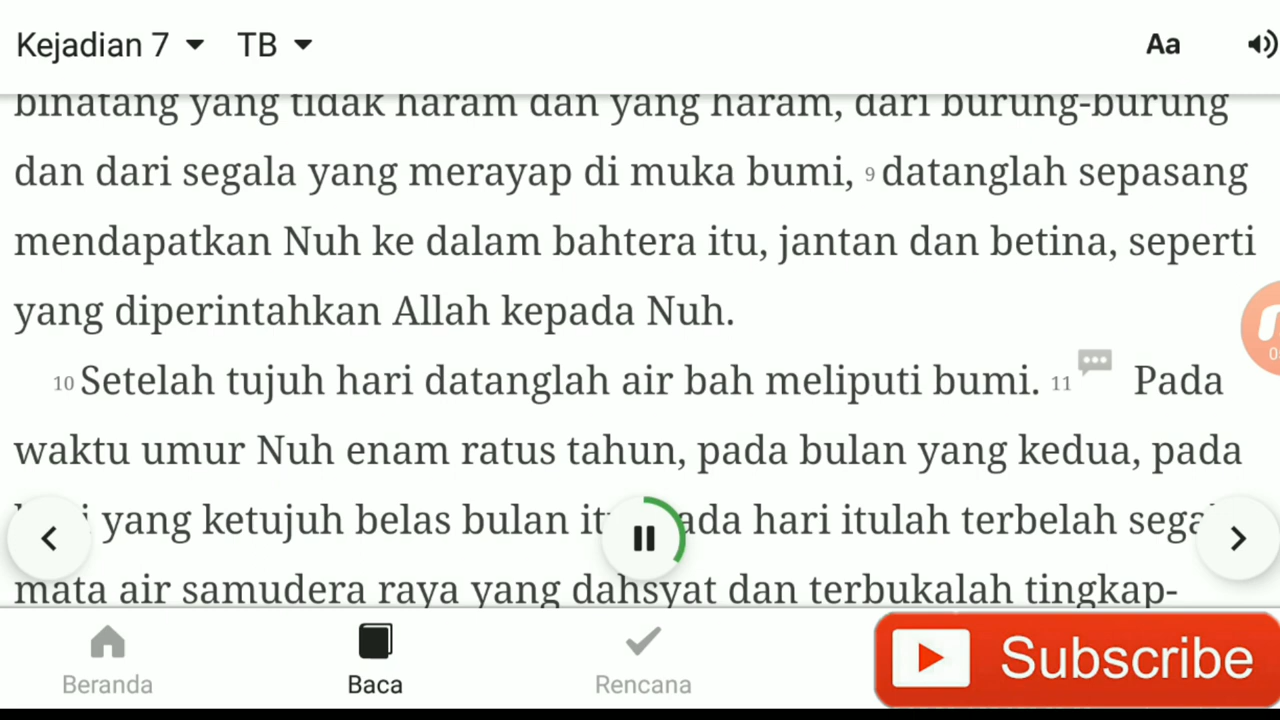 Kejadian 7 TB Aa
binatang yang tidak haram dan yang haram, dari burung-burung
dan dari segala yang merayap di muka bumi, 9 datanglah sepasang
mendapatkan Nuh ke dalam bahtera itu, jantan dan betina, seperti
yang diperintahkan Allah kepada Nuh.
10 Setelah tujuh hari datanglah air bah meliputi bumi. 11 Pada
waktu umur Nuh enam ratus tahun, pada bulan yang kedua, pada
yang ketujuh belas bulan hari itulah terbelah
mata air samudera raya yang dahsyat dan terbukalah tingkap-
Beranda Baca Rencana Subscribe